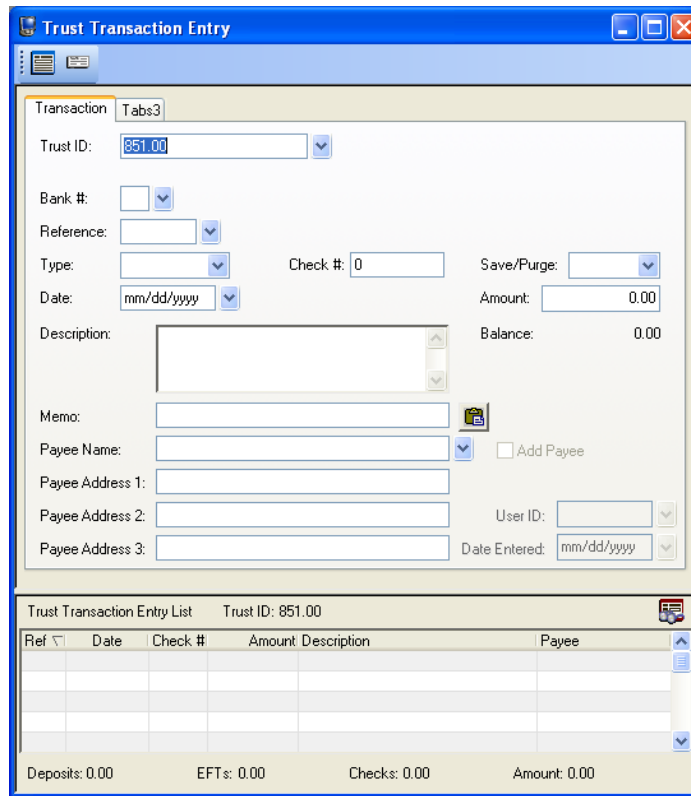 Trust Transaction Entry
Transaction Tabs3
Trust ID: 851.00
Bank #:
Reference:
Type: Check #: 0 Save/Purge:
Date: mm/dd/yyyy Amount: 0.00
Description: Balance: 0.00
Memo:
Payee Name: Add Payee
Payee Address 1:
Payee Address 2: User ID:
Payee Address 3: Date Entered: mm/dd/yyyy
Trust Transaction Entry List Trust ID: 851.00
Ref Date Check # Amount Description Payee
Deposits: 0.00 EFTs: 0.00 Checks: 0.00 Amount: 0.00